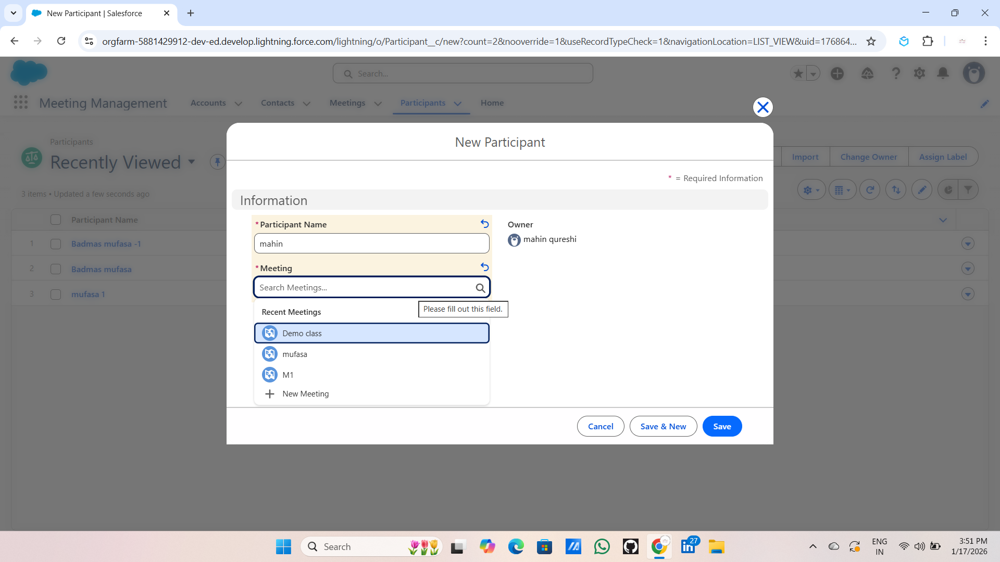 New Participant | Salesforce
orgfarm-5881429912-dev-ed.develop.lightning.force.com/lightning/o/Participant__c/new?count=2&nooverride=1&useRecordTypeCheck=1&navigationLocation=LIST_VIEW&uid=176864...
Search...
Meeting Management
Accounts
Contacts
Meetings
Participants
Home
Participants
Recently Viewed
Import
Change Owner
Assign Label
3 items • Updated a few seconds ago
Participant Name
1 Badmas mufasa -1
2 Badmas mufasa
3 mufasa 1
New Participant
* = Required Information
Information
*Participant Name
mahin
Owner
mahin qureshi
*Meeting
Search Meetings...
Please fill out this field.
Recent Meetings
Demo class
mufasa
M1
New Meeting
Cancel
Save & New
Save
Search
27
ENG
IN
3:51 PM
1/17/2026